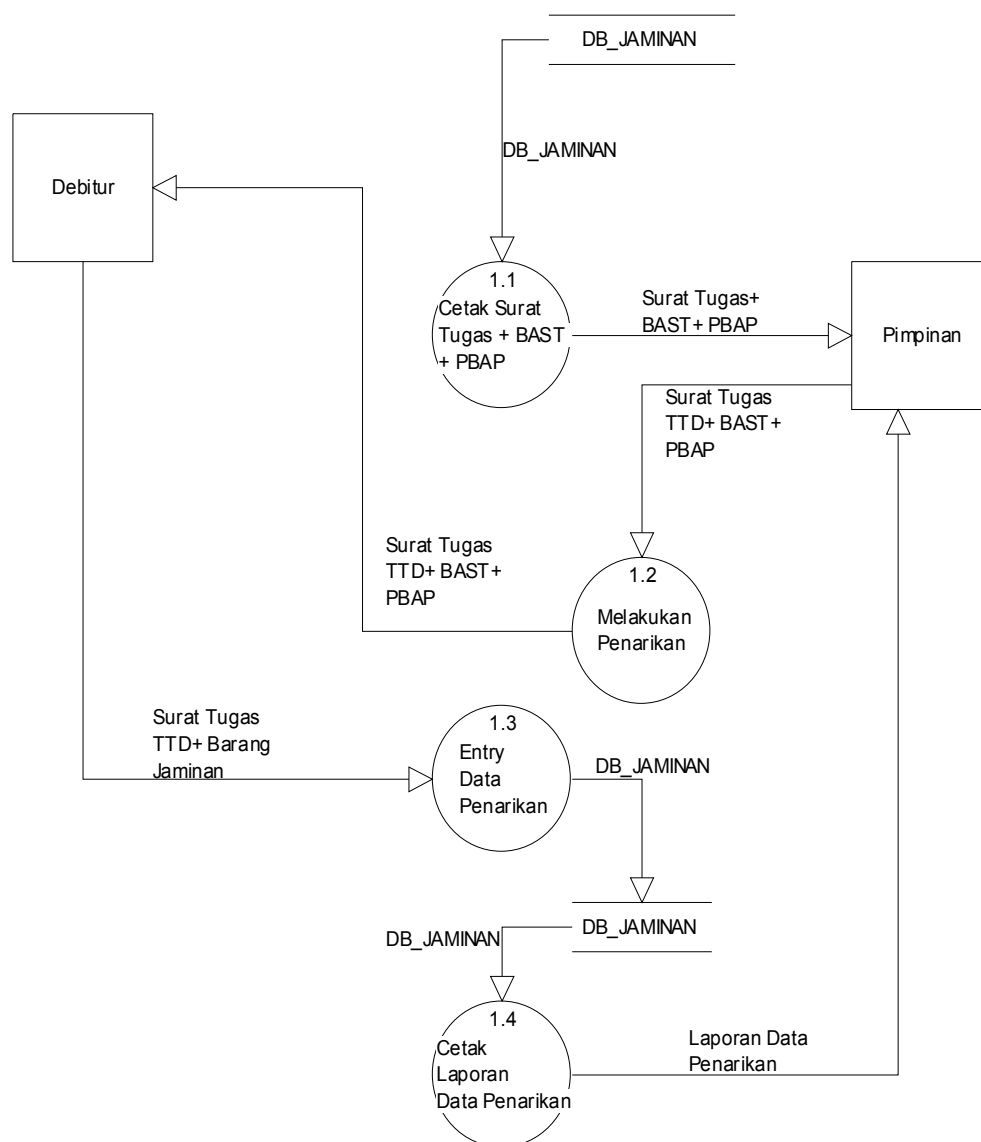 DB_JAMINAN
DB_JAMINAN
Debitur
1.1
Cetak Surat
Tugas + BAST
+ PBAP
Surat Tugas+
BAST+ PBAP
Pimpinan
Surat Tugas
TTD+ BAST+
PBAP
Surat Tugas
TTD+ BAST+
PBAP
1.2
Melakukan
Penarikan
Surat Tugas
TTD+ Barang
Jaminan
1.3
Entry
Data
Penarikan
DB_JAMINAN
DB_JAMINAN
DB_JAMINAN
1.4
Cetak
Laporan
Data Penarikan
Laporan Data
Penarikan